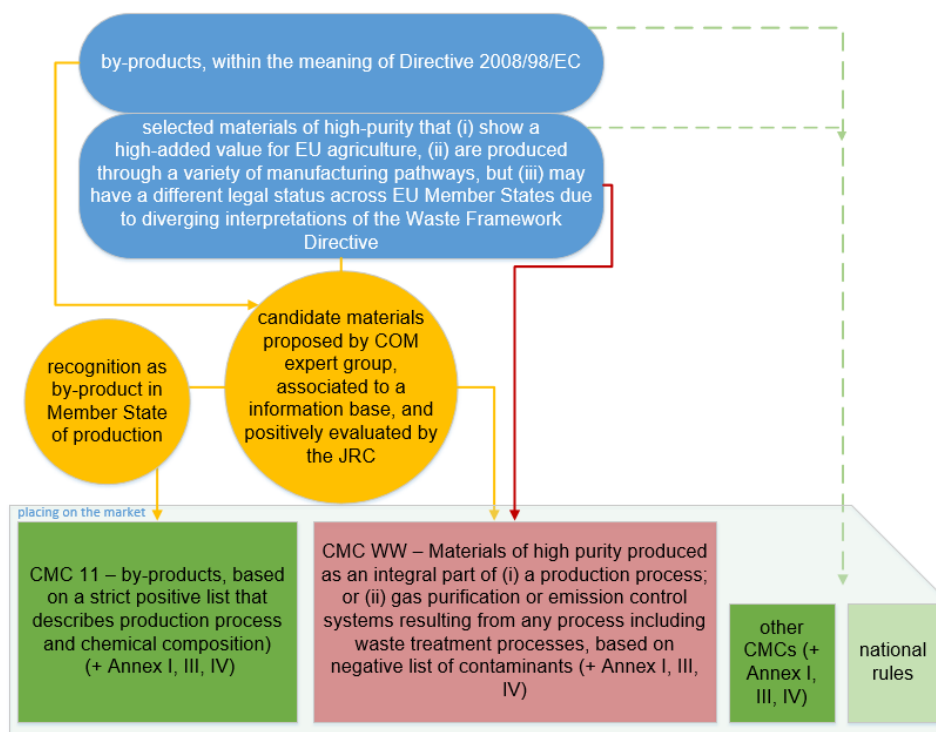 by-products, within the meaning of Directive 2008/98/EC
selected materials of high-purity that (i) show a
high-added value for EU agriculture, (ii) are produced
through a variety of manufacturing pathways, but (iii) may
have a different legal status across EU Member States due
to diverging interpretations of the Waste Framework
Directive
candidate materials
proposed by COM
expert group,
associated to a
information base, and
positively evaluated by
the JRC
recognition as
by-product in
Member State
of production
placing on the market
CMC 11 – by-products, based
on a strict positive list that
describes production process
and chemical composition)
(+ Annex I, III, IV)
CMC WW – Materials of high purity produced
as an integral part of (i) a production process;
or (ii) gas purification or emission control
systems resulting from any process including
waste treatment processes, based on
negative list of contaminants (+ Annex I, III,
IV)
other
CMCs (+
Annex I,
III, IV)
national
rules